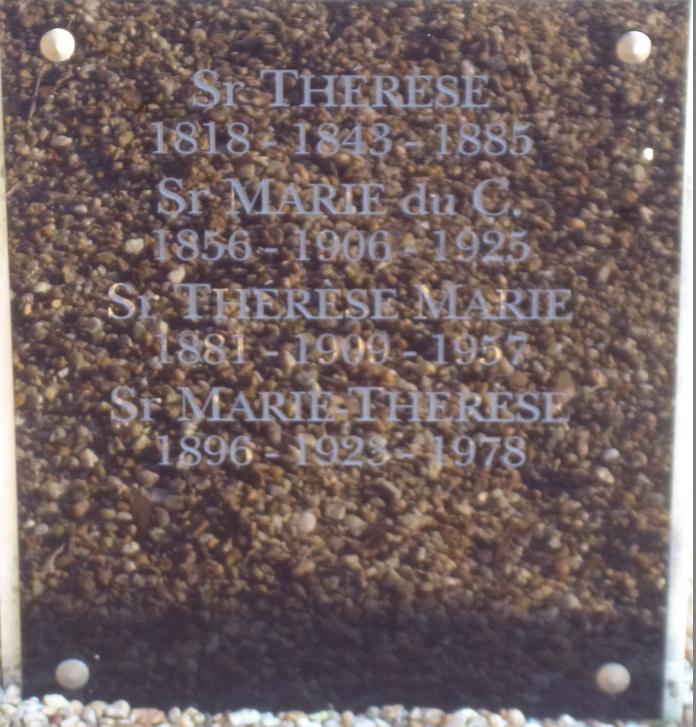 Sr THÉRÈSE
1818 - 1843 - 1885
Sr MARIE du C.
1856 - 1906 - 1925
Sr THÉRÈSE MARIE
1881 - 1909 - 1957
Sr MARIE-THÉRÈSE
1896 - 1923 - 1978